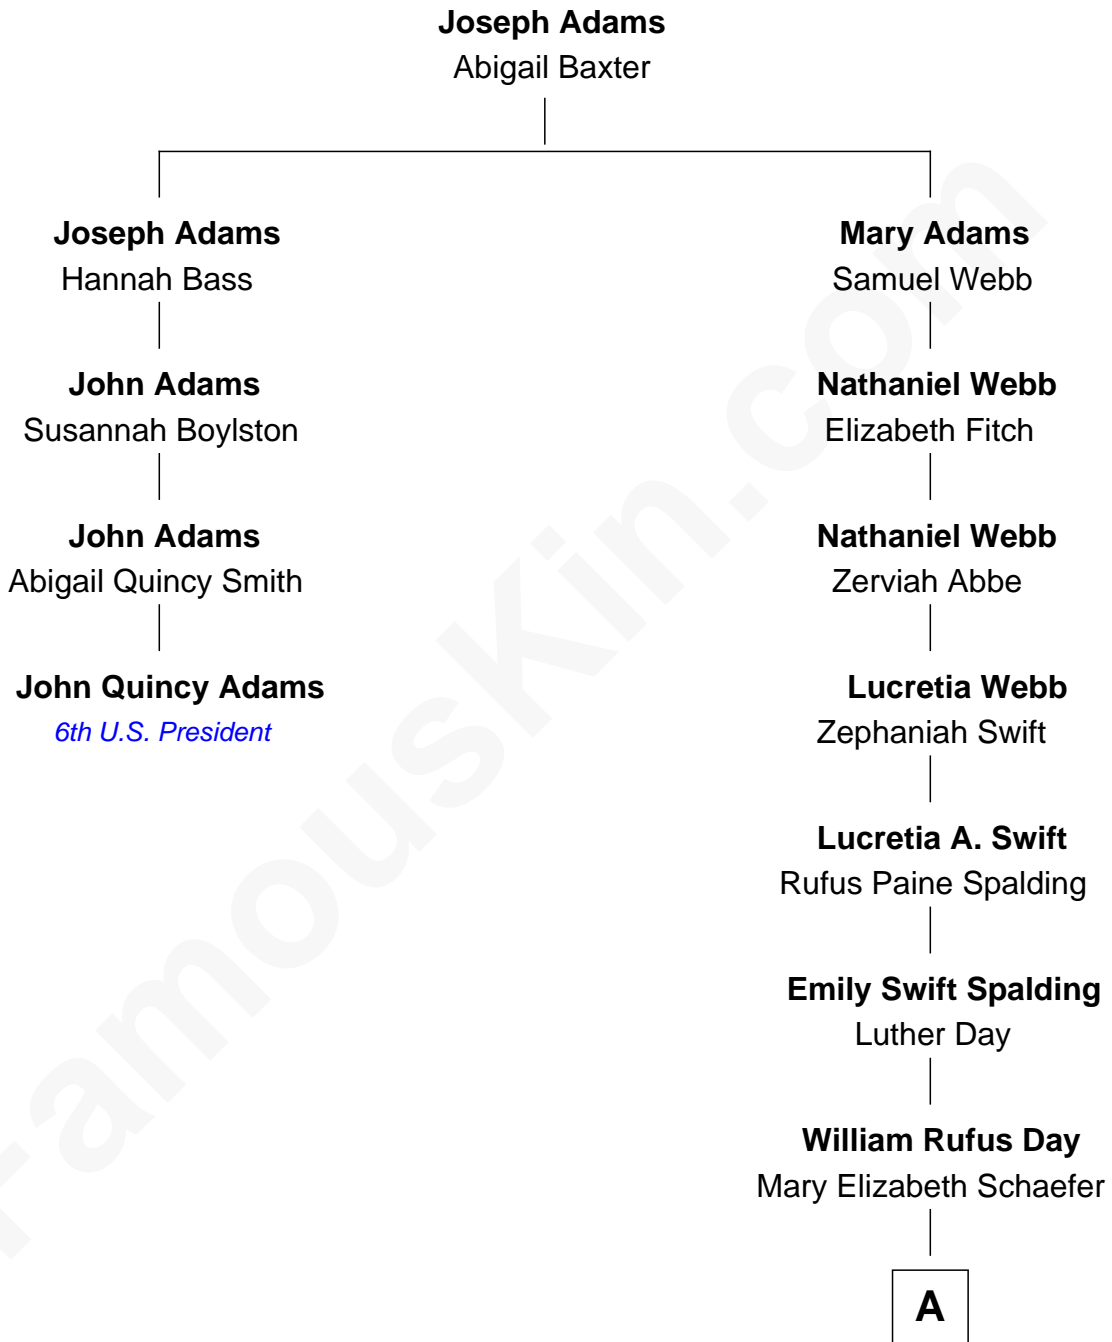 Joseph Adams
Abigail Baxter
Joseph Adams
Hannah Bass
John Adams
Susannah Boylston
John Adams
Abigail Quincy Smith
John Quincy Adams
6th U.S. President
Mary Adams
Samuel Webb
Nathaniel Webb
Elizabeth Fitch
Nathaniel Webb
Zerviah Abbe
Lucretia Webb
Zephaniah Swift
Lucretia A. Swift
Rufus Paine Spalding
Emily Swift Spalding
Luther Day
William Rufus Day
Mary Elizabeth Schaefer
A
FamousKin.com